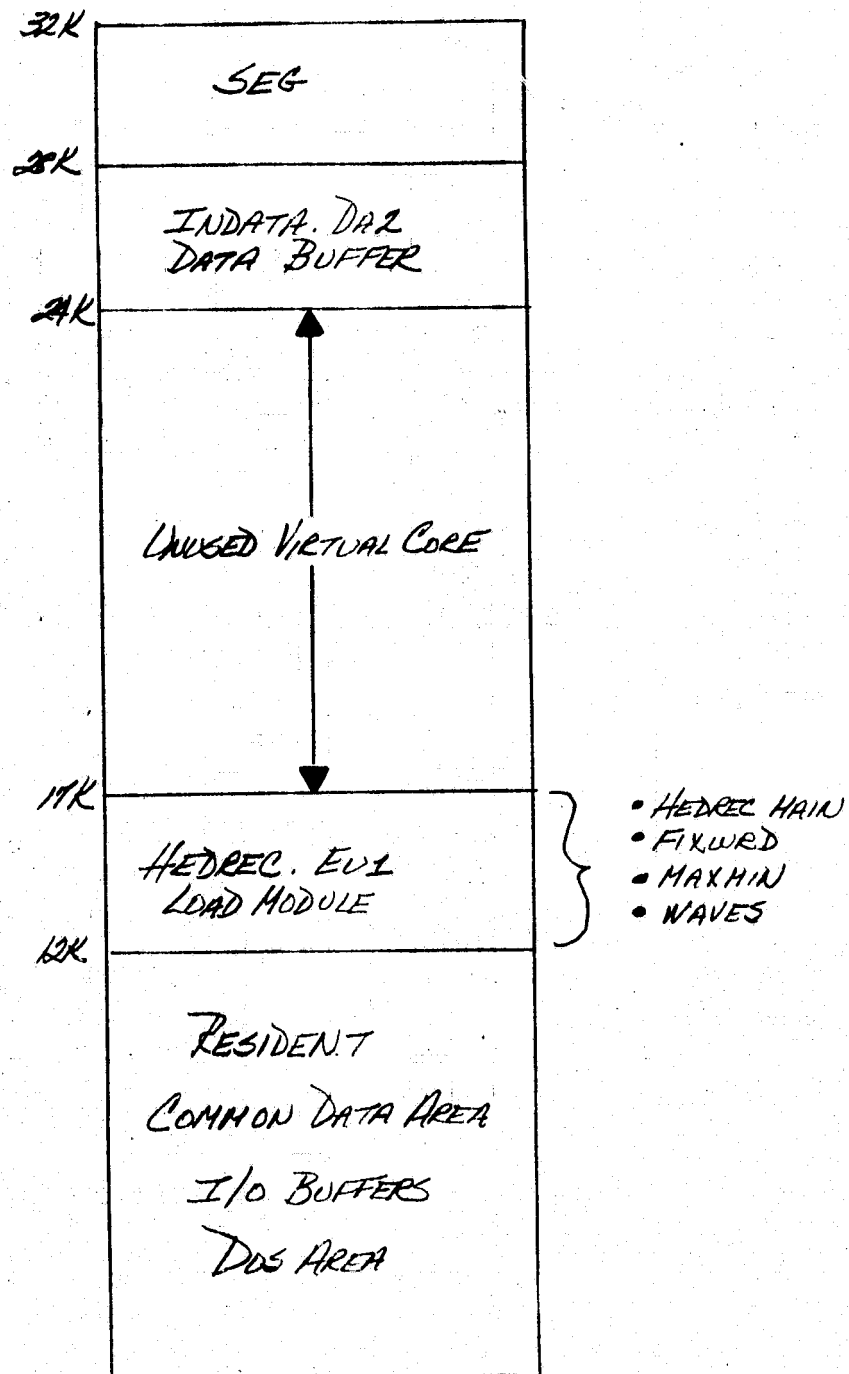 32K
SEG
28K
INDATA. DA2
DATA BUFFER
24K
UNUSED VIRTUAL CORE
17K
HEDREC. EV1
LOAD MODULE
• HEDREC MAIN
• FIXWRD
• MAXMIN
• WAVES
12K
RESIDENT
COMMON DATA AREA
I/O BUFFERS
DOS AREA